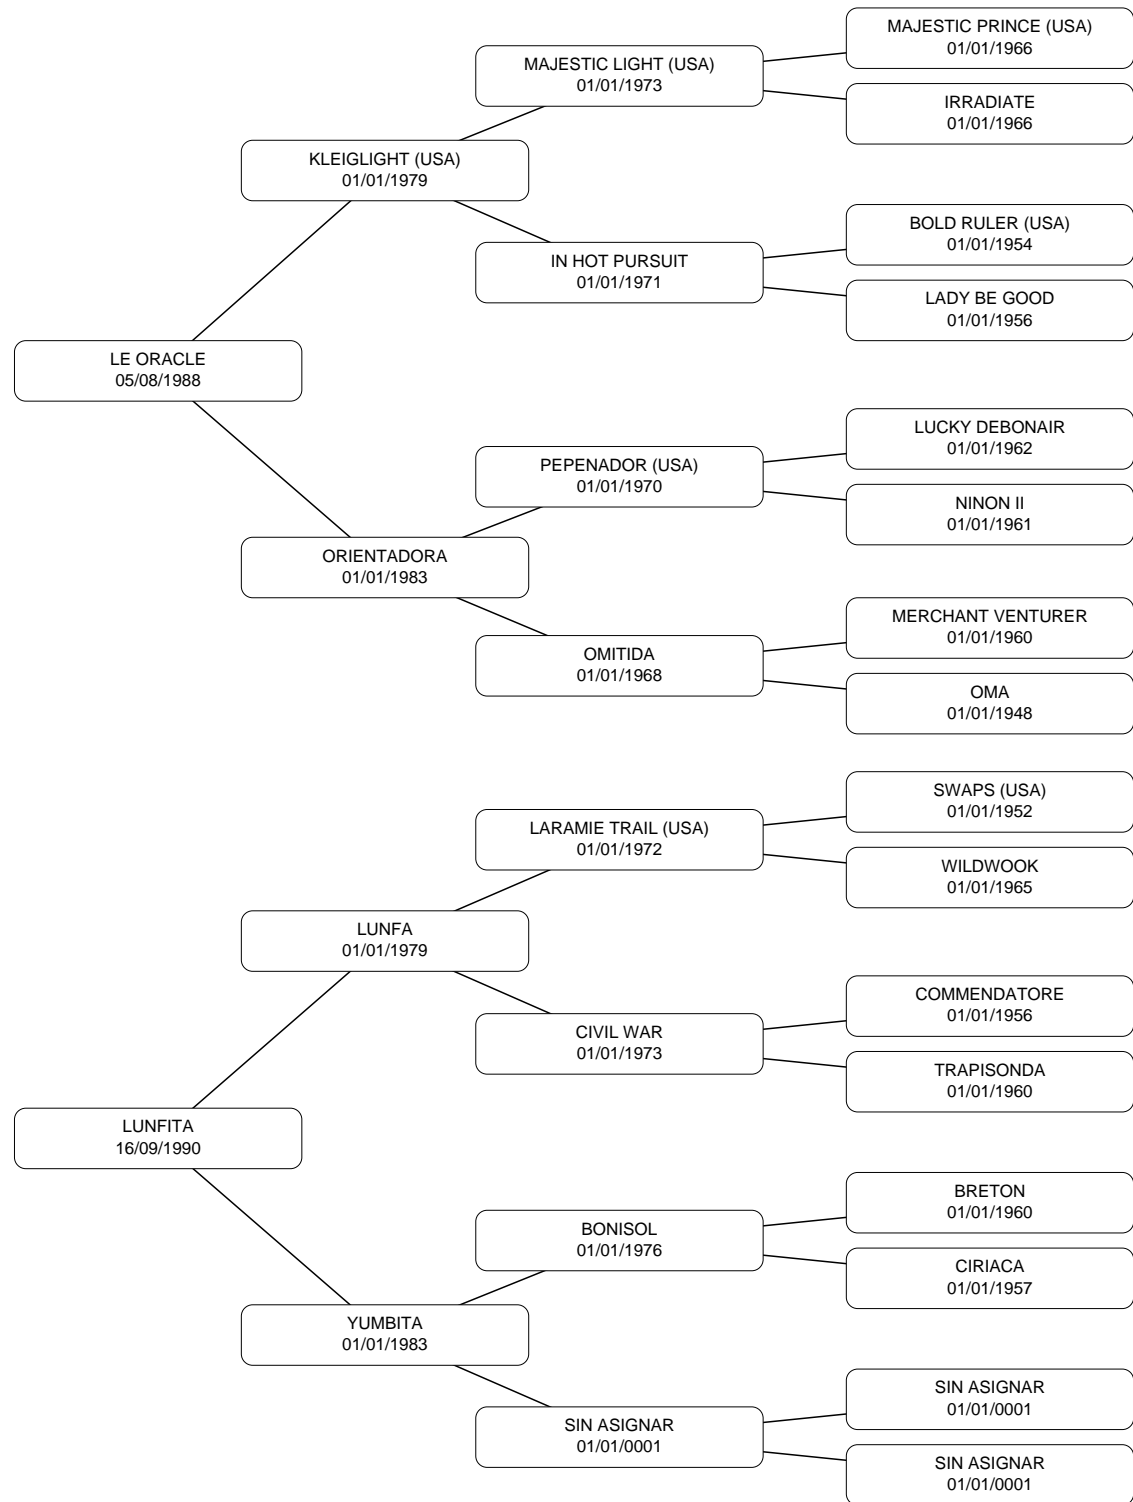 MAJESTIC PRINCE (USA)
01/01/1966
MAJESTIC LIGHT (USA)
01/01/1973
IRRADIATE
01/01/1966
KLEIGLIGHT (USA)
01/01/1979
BOLD RULER (USA)
01/01/1954
IN HOT PURSUIT
01/01/1971
LADY BE GOOD
01/01/1956
LE ORACLE
05/08/1988
LUCKY DEBONAIR
01/01/1962
PEPENADOR (USA)
01/01/1970
NINON II
01/01/1961
ORIENTADORA
01/01/1983
MERCHANT VENTURER
01/01/1960
OMITIDA
01/01/1968
OMA
01/01/1948
SWAPS (USA)
01/01/1952
LARAMIE TRAIL (USA)
01/01/1972
WILDWOOK
01/01/1965
LUNFA
01/01/1979
COMMENDATORE
01/01/1956
CIVIL WAR
01/01/1973
TRAPISONDA
01/01/1960
LUNFITA
16/09/1990
BRETON
01/01/1960
BONISOL
01/01/1976
CIRIACA
01/01/1957
YUMBITA
01/01/1983
SIN ASIGNAR
01/01/0001
SIN ASIGNAR
01/01/0001
SIN ASIGNAR
01/01/0001